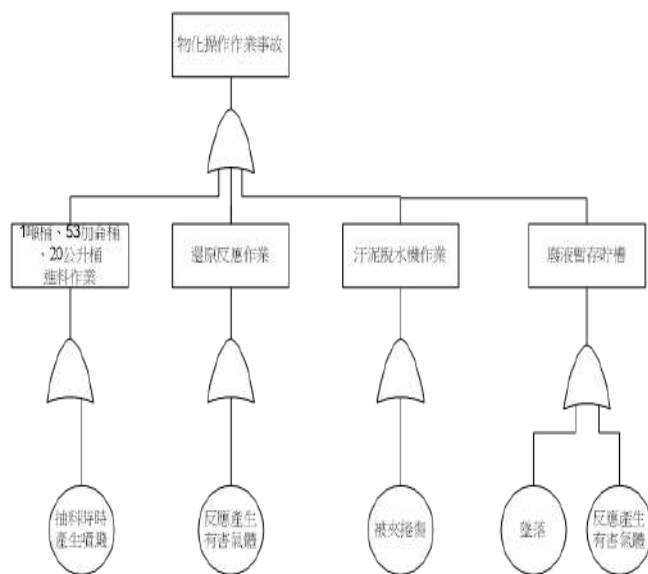 物化操作作業事故
1噸桶、53加侖桶
、20公升桶
進料作業
還原反應作業
汙泥脫水機作業
廢液暫存貯槽
抽料時時
產生噴濺
反應產生
有害氣體
被夾捲傷
墜落
反應產生
有害氣體